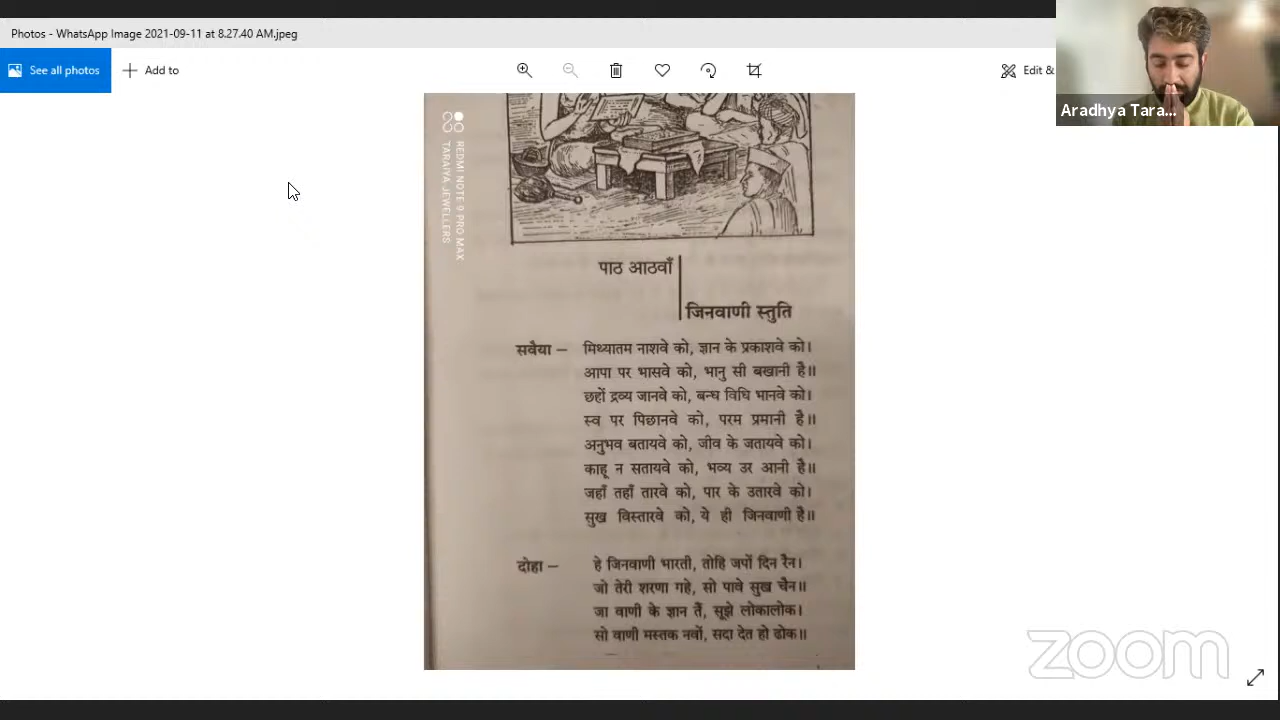 Photos - WhatsApp Image 2021-09-11 at 8.27.40 AM.jpeg
See all photos
Add to
Edit &
Aradhya Tara...
REDMI NOTE 9 PRO MAX
TARAIYA JEWELLERS
पाठ आठवाँ
जिनवाणी स्तुति
सवैया – मिथ्यातम नाशवे को, ज्ञान के प्रकाशवे को।
आपा पर भासवे को, भानु सी बखानी है॥
छहों द्रव्य जानवे को, बन्ध विधि भानवे को।
स्व पर पिछानवे को, परम प्रमानी है॥
अनुभव बतायवे को, जीव के जतायवे को।
काहू न सतायवे को, भव्य उर आनी है॥
जहाँ तहाँ तारवे को, पार के उतारवे को।
सुख विस्तारवे को, ये ही जिनवाणी है॥
दोहा – हे जिनवाणी भारती, तोहि जपों दिन रैन।
जो तेरी शरणा गहे, सो पावे सुख चैन॥
जा वाणी के ज्ञान तैं, सूझे लोकालोक।
सो वाणी मस्तक नवों, सदा देत हो ढोक॥
zoom